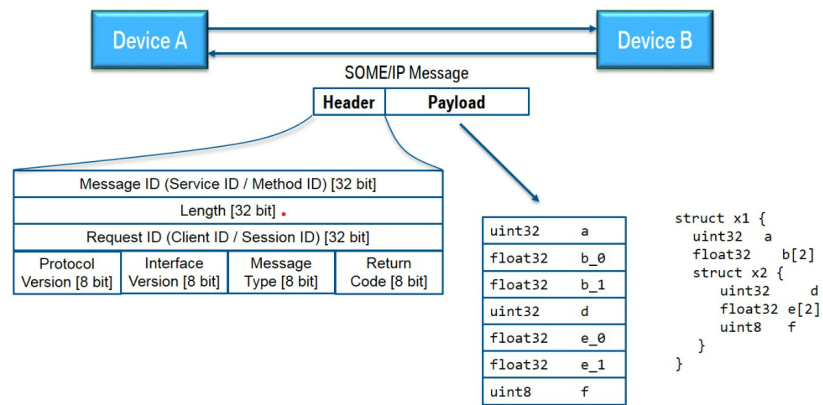 Device A
Device B
SOME/IP Message
Header Payload
Message ID (Service ID / Method ID) [32 bit]
Length [32 bit]
Request ID (Client ID / Session ID) [32 bit]
Protocol Version [8 bit]
Interface Version [8 bit]
Message Type [8 bit]
Return Code [8 bit]
uint32 a
float32 b_0
float32 b_1
uint32 d
float32 e_0
float32 e_1
uint8 f
struct x1 {
uint32 a
float32 b[2]
struct x2 {
uint32 d
float32 e[2]
uint8 f
}
}